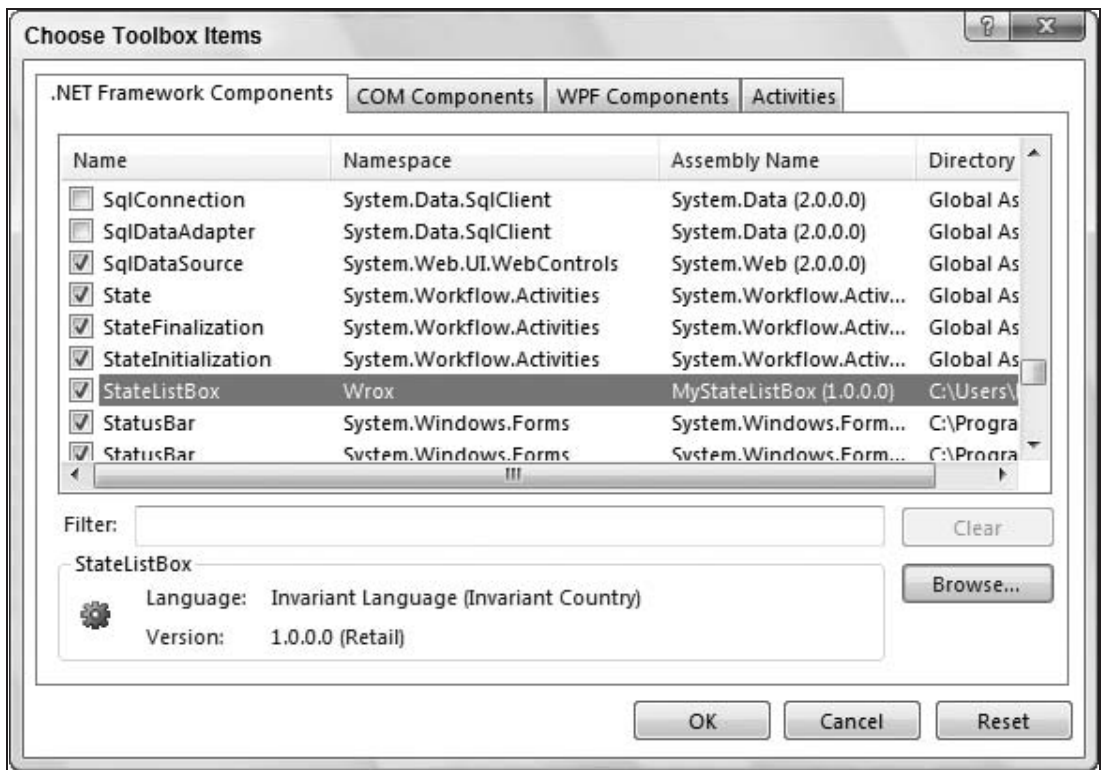 Choose Toolbox Items
.NET Framework Components COM Components WPF Components Activities
Name Namespace Assembly Name Directory
SqlConnection System.Data.SqlClient System.Data (2.0.0.0) Global As
SqlDataAdapter System.Data.SqlClient System.Data (2.0.0.0) Global As
SqlDataSource System.Web.UI.WebControls System.Web (2.0.0.0) Global As
State System.Workflow.Activities System.Workflow.Activ... Global As
StateFinalization System.Workflow.Activities System.Workflow.Activ... Global As
StateInitialization System.Workflow.Activities System.Workflow.Activ... Global As
StateListBox Wrox MyStateListBox (1.0.0.0) C:\Users\
StatusBar System.Windows.Forms System.Windows.Form... C:\Progra
StatusBar System.Windows.Forms System.Windows.Form... C:\Progra
Filter: Clear
StateListBox
Browse...
Language: Invariant Language (Invariant Country)
Version: 1.0.0.0 (Retail)
OK Cancel Reset